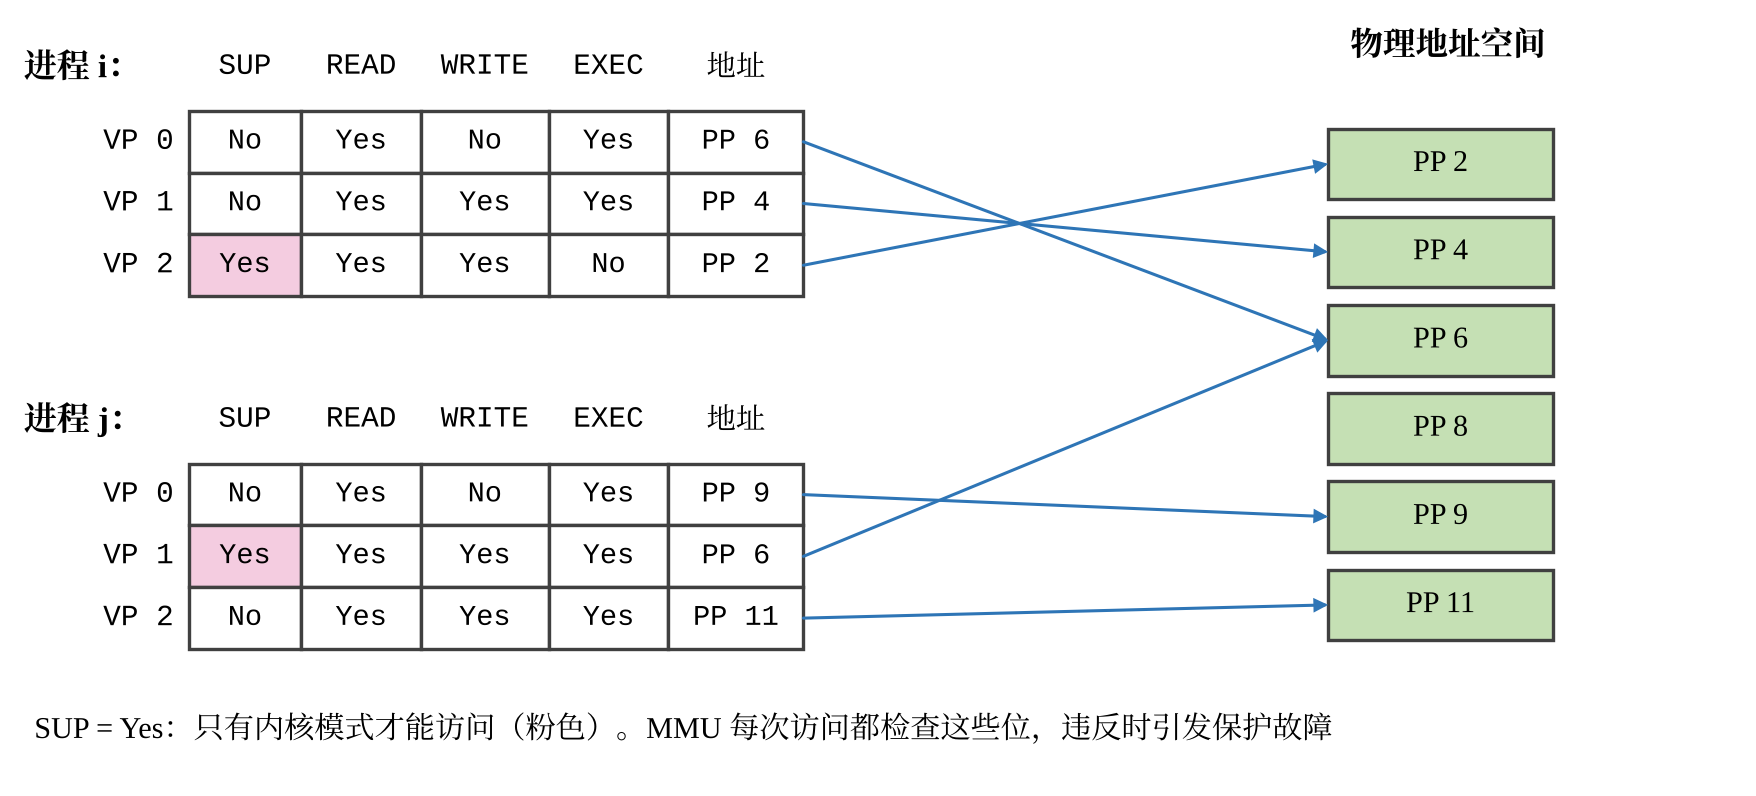 物理地址空间
进程 i: SUP READ WRITE EXEC 地址
VP 0 No Yes No Yes PP 6
VP 1 No Yes Yes Yes PP 4
VP 2 Yes Yes Yes No PP 2
进程 j: SUP READ WRITE EXEC 地址
VP 0 No Yes No Yes PP 9
VP 1 Yes Yes Yes Yes PP 6
VP 2 No Yes Yes Yes PP 11
PP 2
PP 4
PP 6
PP 8
PP 9
PP 11
SUP = Yes：只有内核模式才能访问（粉色）。MMU 每次访问都检查这些位，违反时引发保护故障